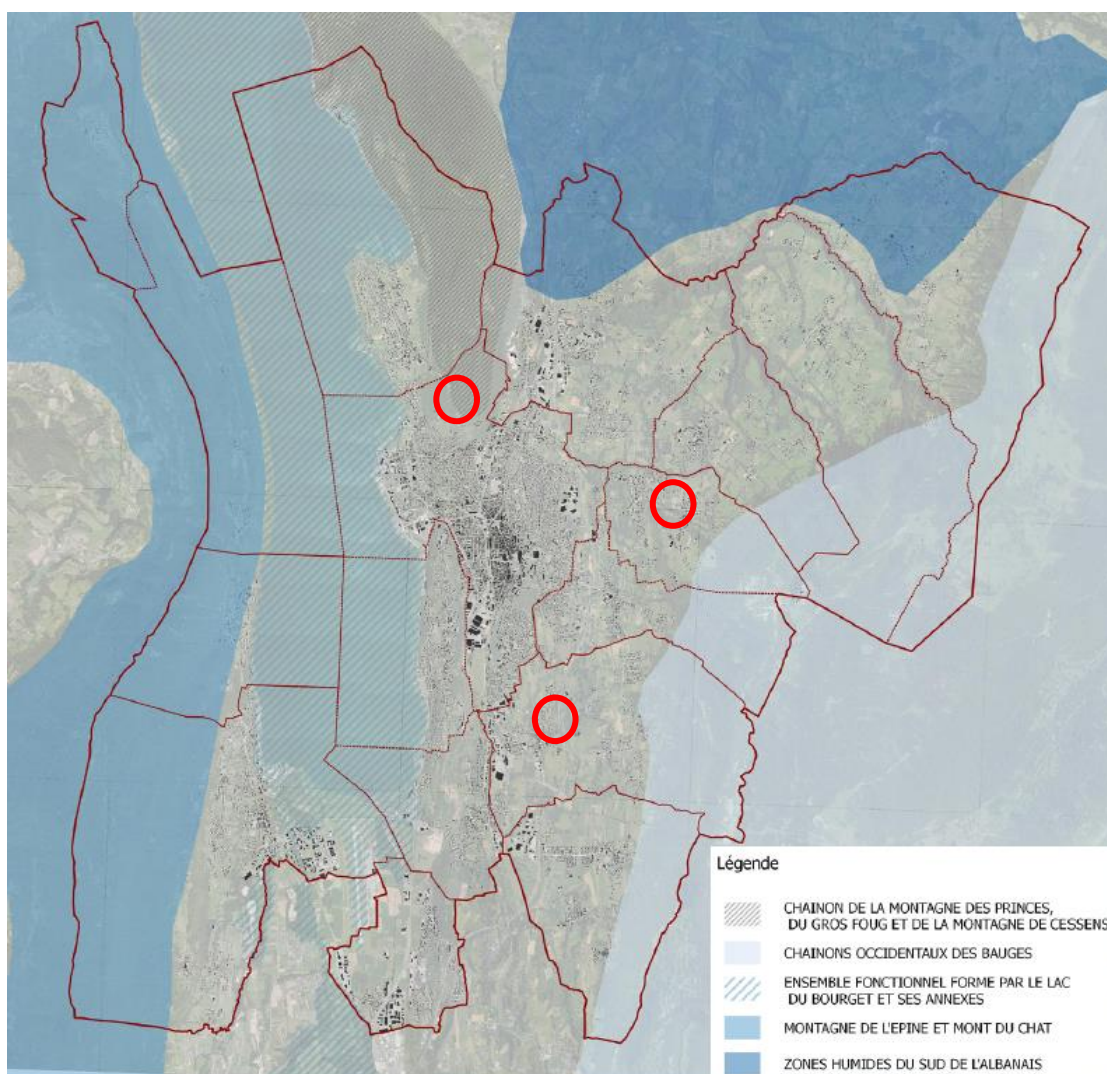 Légende
CHAINON DE LA MONTAGNE DES PRINCES,
DU GROS FOUG ET DE LA MONTAGNE DE CESSENS
CHAINONS OCCIDENTAUX DES BAUGES
ENSEMBLE FONCTIONNEL FORME PAR LE LAC
DU BOURGET ET SES ANNEXES
MONTAGNE DE L'EPINE ET MONT DU CHAT
ZONES HUMIDES DU SUD DE L'ALBANAIS